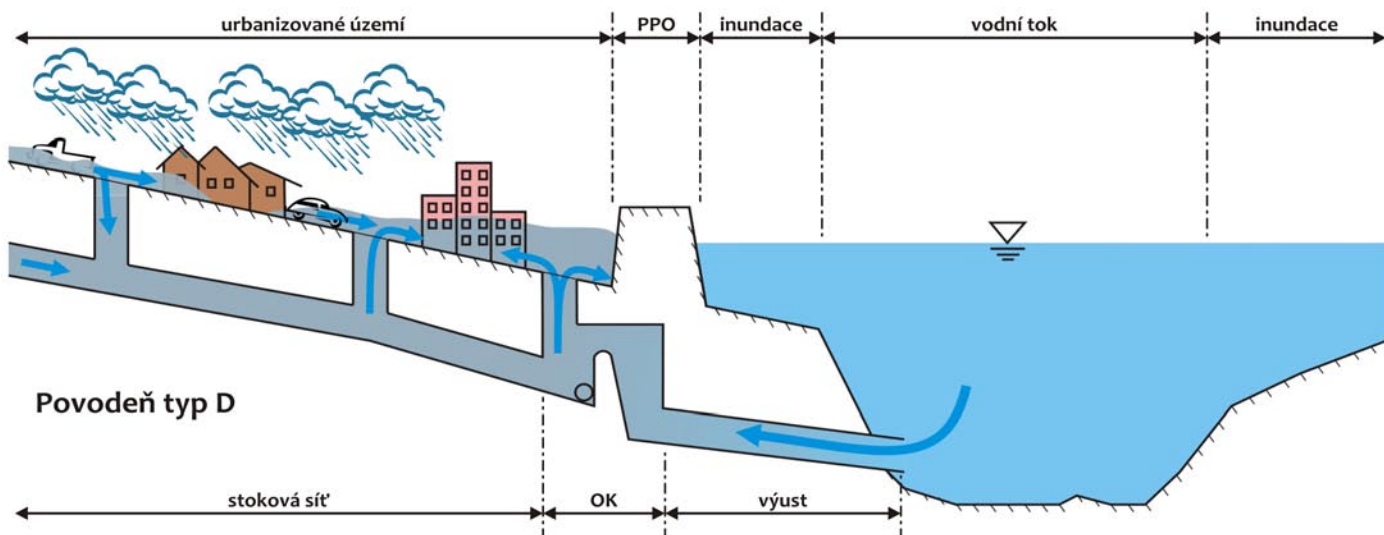 urbanizované území
PPO
inundace
vodní tok
inundace
Povodeň typ D
stoková síť
OK
výust